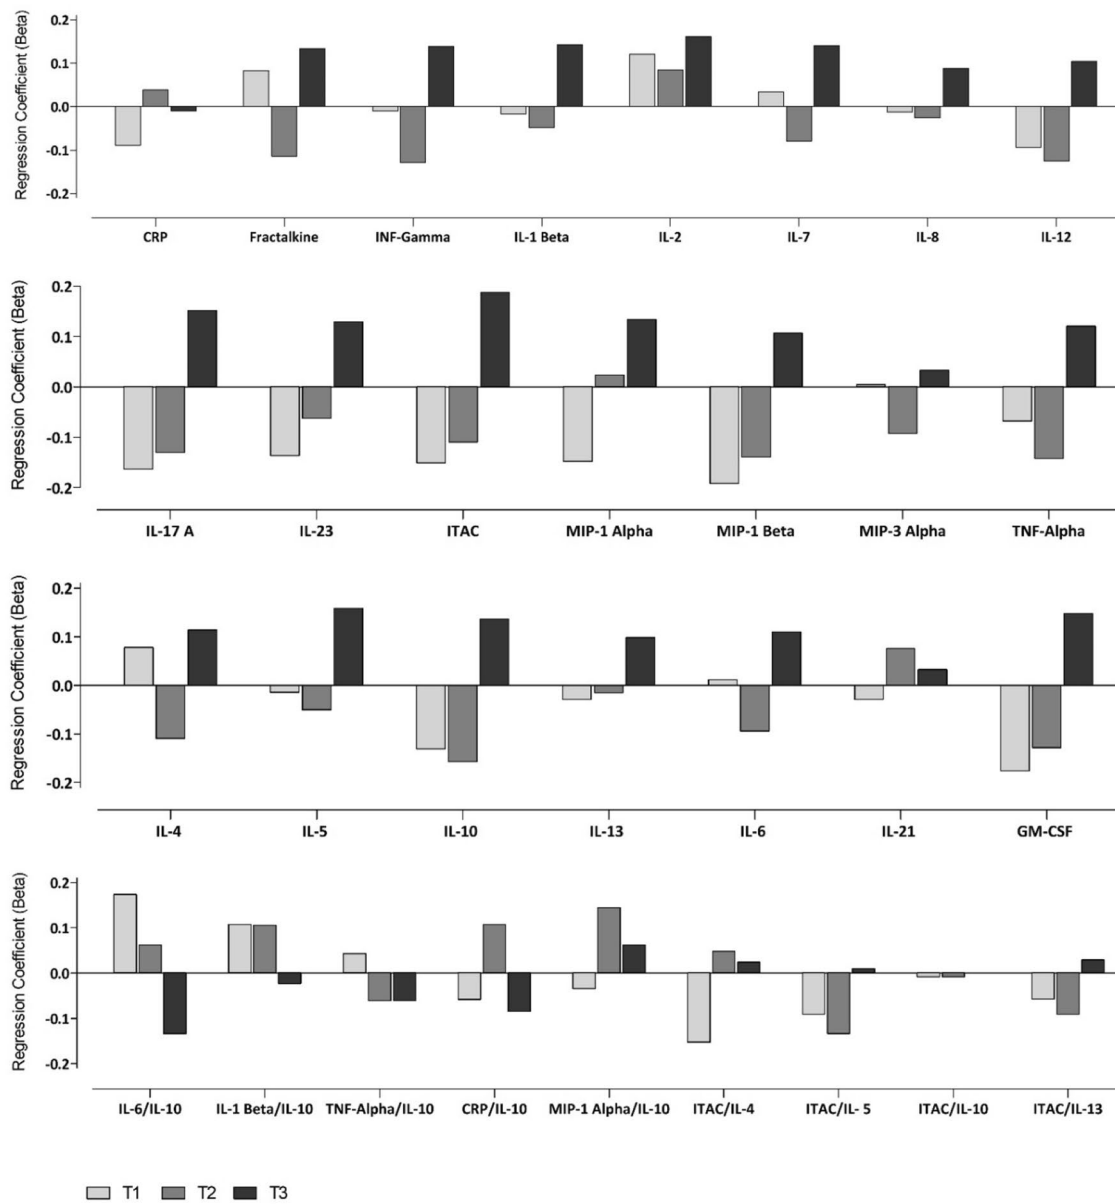 Regression Coefficient (Beta)
0.2
0.1
0.0
-0.1
-0.2
CRP Fractalkine INF-Gamma IL-1 Beta IL-2 IL-7 IL-8 IL-12
Regression Coefficient (Beta)
0.2
0.1
0.0
-0.1
-0.2
IL-17 A IL-23 ITAC MIP-1 Alpha MIP-1 Beta MIP-3 Alpha TNF-Alpha
Regression Coefficient (Beta)
0.2
0.1
0.0
-0.1
-0.2
IL-4 IL-5 IL-10 IL-13 IL-6 IL-21 GM-CSF
Regression Coefficient (Beta)
0.2
0.1
0.0
-0.1
-0.2
IL-6/IL-10 IL-1 Beta/IL-10 TNF-Alpha/IL-10 CRP/IL-10 MIP-1 Alpha/IL-10 ITAC/IL-4 ITAC/IL- 5 ITAC/IL-10 ITAC/IL-13
T1 T2 T3